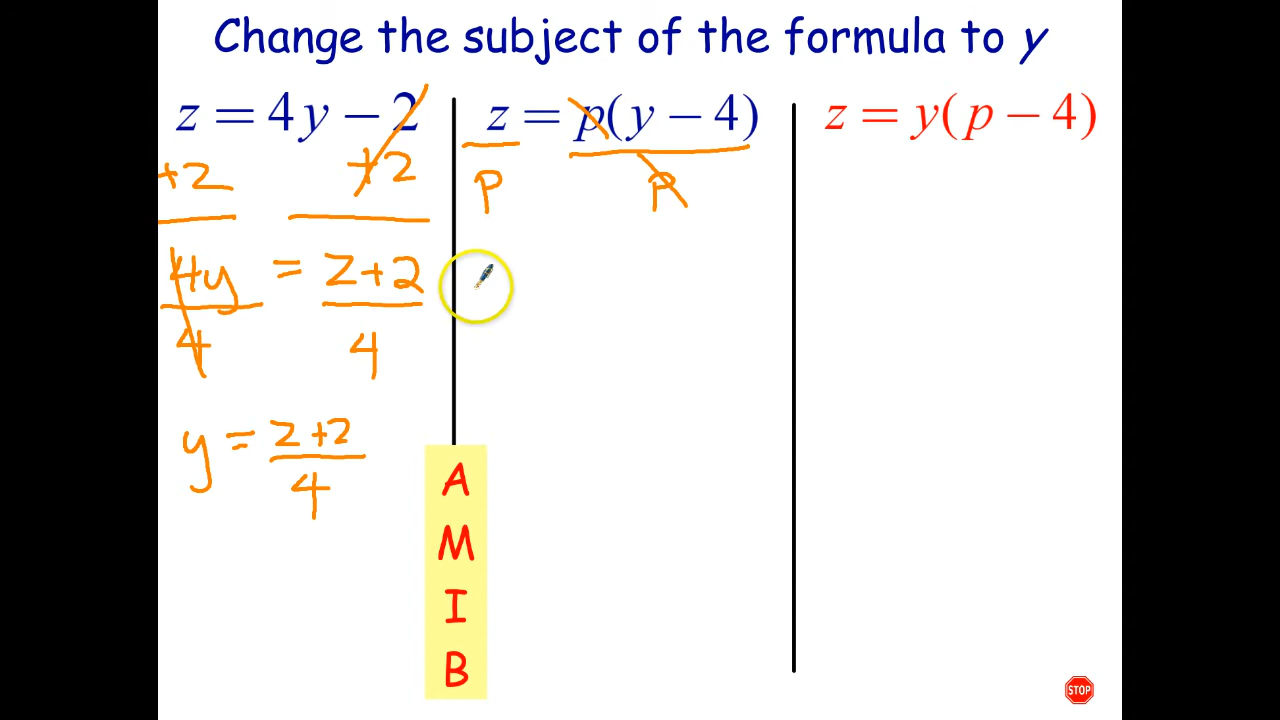 Change the subject of the formula to y
z = 4y − 2
+2 +2
4y = z+2
4 4
y = z+2
4
z = p(y − 4)
p p
z = y(p − 4)
A
M
I
B
STOP